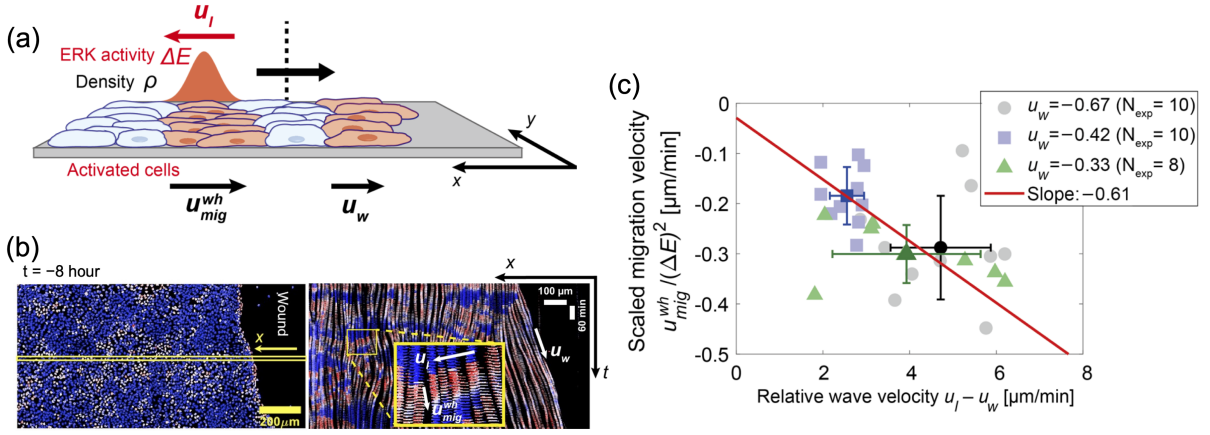 (a)
u_I
ERK activity ΔE
Density ρ
y
x
Activated cells
u_mig^wh
u_w
(b)
t = −8 hour
x
Wound
x
200μm
100 μm
60 min
u_w
u_I
u_mig^wh
t
(c)
Scaled migration velocity
u_mig^wh/(ΔE)^2 [μm/min]
0
-0.1
-0.2
-0.3
-0.4
-0.5
0
2
4
6
8
Relative wave velocity u_I − u_w [μm/min]
u_w=−0.67 (N_exp= 10)
u_w=−0.42 (N_exp= 10)
u_w=−0.33 (N_exp= 8)
Slope: −0.61